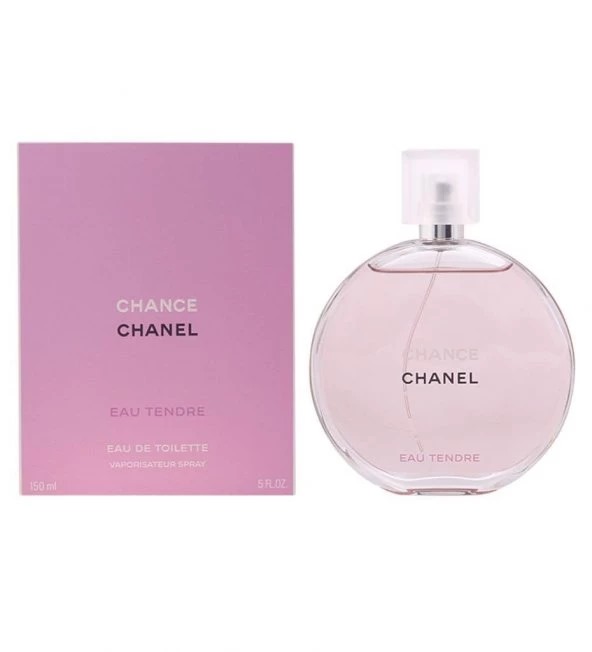 CHANCE
CHANEL
EAU TENDRE
EAU DE TOILETTE
VAPORISATEUR SPRAY
150 ml
5 FL.OZ.
CHANCE
CHANEL
EAU TENDRE